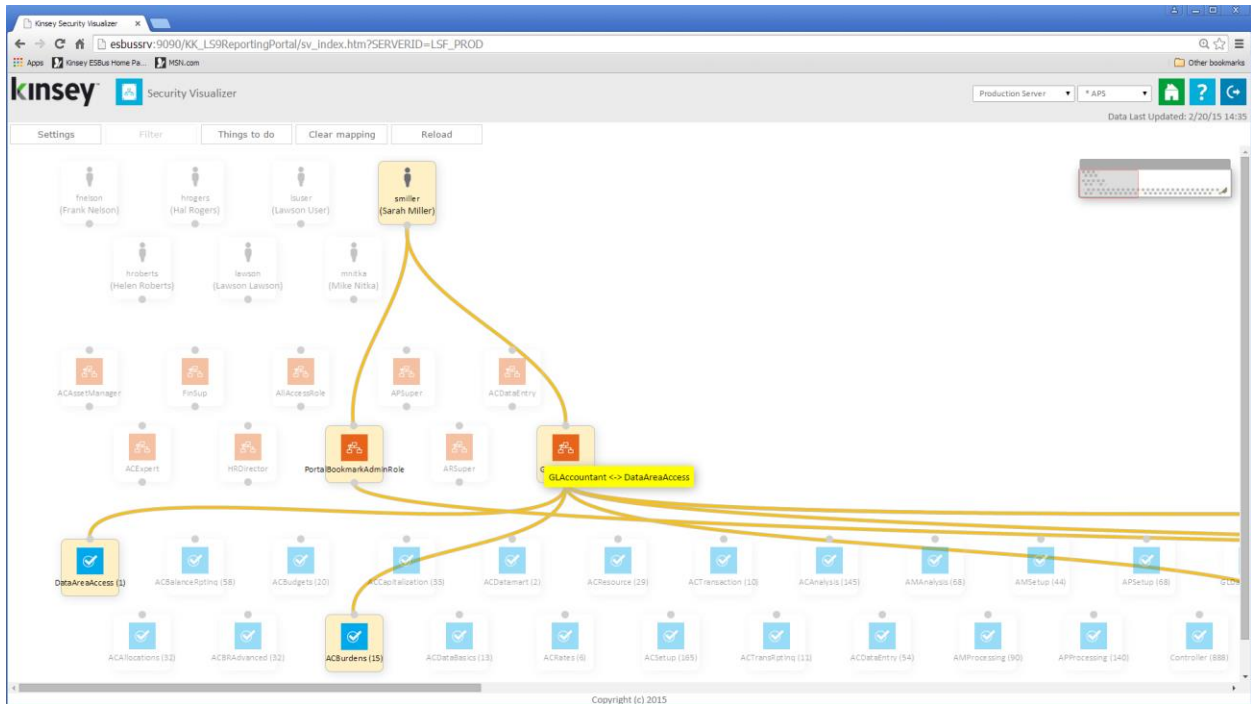 Kinsey Security Visualizer
esbussrv:9090/KK_LS9ReportingPortal/sv_index.htm?SERVERID=LSF_PROD
Apps Kinsey ESBus Home Pa... MSN.com Other bookmarks
kinsey Security Visualizer Production Server * APS ?
Data Last Updated: 2/20/15 14:35
Settings Filter Things to do Clear mapping Reload
fnelson hrogers lsuser smiller
(Frank Nelson) (Hal Rogers) (Lawson User) (Sarah Miller)
hroberts lawson mnitka
(Helen Roberts) (Lawson Lawson) (Mike Nitka)
ACAssetManager FinSup AllAccessRole APSuper ACDataEntry
ACExpert HRDirector PortalBookmarkAdminRole ARSuper G
GLAccountant <-> DataAreaAccess
DataAreaAccess (1) ACBalanceRpting (56) ACBudgets (20) ACCapitalization (35) ACDatamart (2) ACResource (29) ACTransaction (10) ACAnalysis (145) AMAnalysis (68) AMSetup (44) APSetup (68)
ACAllocations (32) ACBRAdvanced (32) ACBurdens (15) ACDataBasics (13) ACRates (6) ACSetup (165) ACTransRpting (11) ACDataEntry (54) AMProcessing (90) APProcessing (140) Controller (888)
Copyright (c) 2015